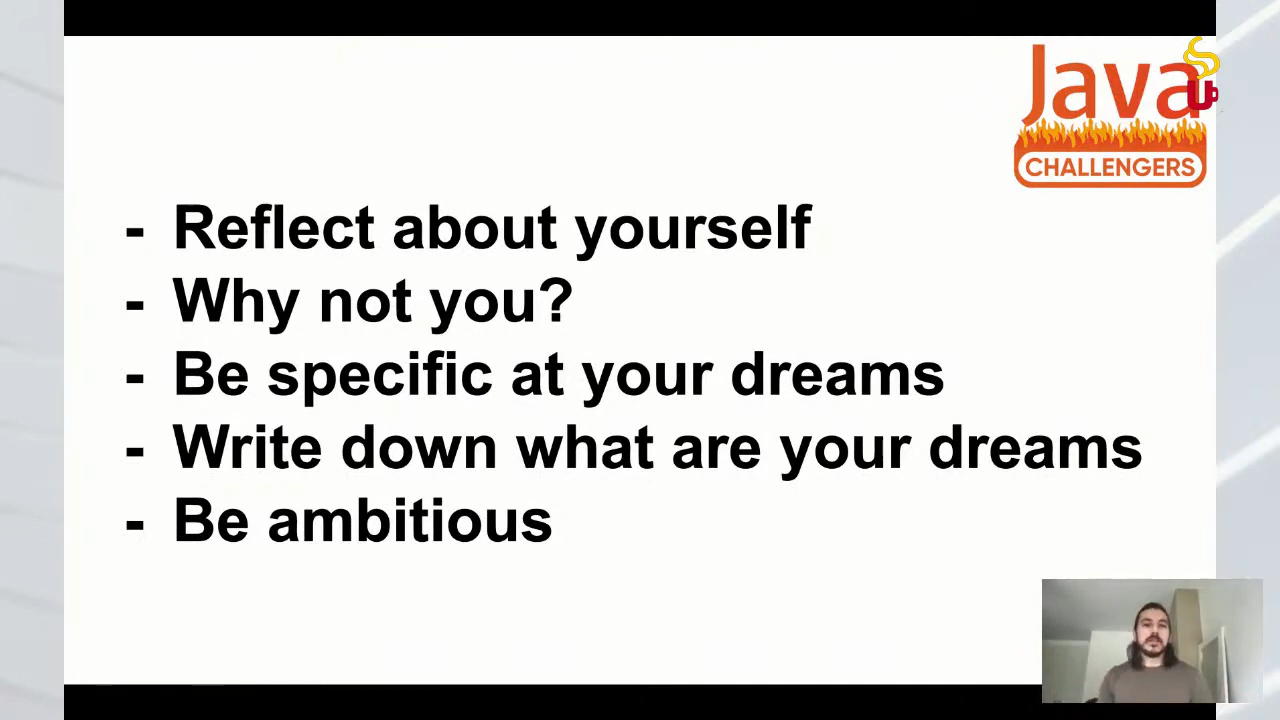 Java
CHALLENGERS
- Reflect about yourself
- Why not you?
- Be specific at your dreams
- Write down what are your dreams
- Be ambitious